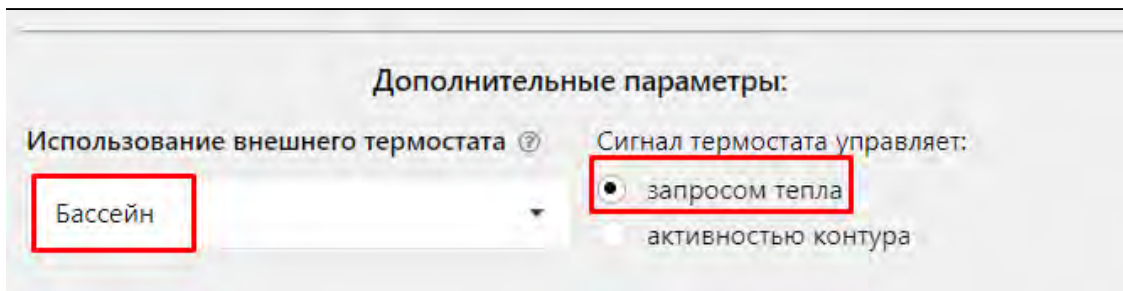 Дополнительные параметры:
Использование внешнего термостата ?
Сигнал термостата управляет:
Бассейн
запросом тепла
активностью контура